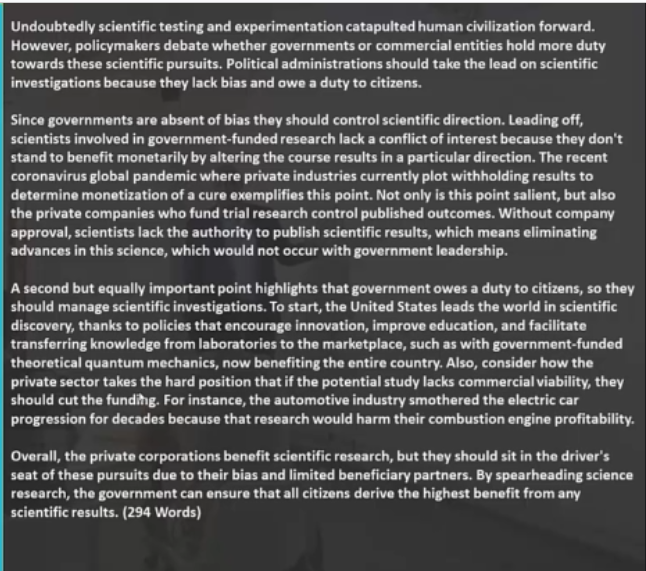 Undoubtedly scientific testing and experimentation catapulted human civilization forward.
However, policymakers debate whether governments or commercial entities hold more duty
towards these scientific pursuits. Political administrations should take the lead on scientific
investigations because they lack bias and owe a duty to citizens.
Since governments are absent of bias they should control scientific direction. Leading off,
scientists involved in government-funded research lack a conflict of interest because they don't
stand to benefit monetarily by altering the course results in a particular direction. The recent
coronavirus global pandemic where private industries currently plot withholding results to
determine monetization of a cure exemplifies this point. Not only is this point salient, but also
the private companies who fund trial research control published outcomes. Without company
approval, scientists lack the authority to publish scientific results, which means eliminating
advances in this science, which would not occur with government leadership.
A second but equally important point highlights that government owes a duty to citizens, so they
should manage scientific investigations. To start, the United States leads the world in scientific
discovery, thanks to policies that encourage innovation, improve education, and facilitate
transferring knowledge from laboratories to the marketplace, such as with government-funded
theoretical quantum mechanics, now benefiting the entire country. Also, consider how the
private sector takes the hard position that if the potential study lacks commercial viability, they
should cut the funding. For instance, the automotive industry smothered the electric car
progression for decades because that research would harm their combustion engine profitability.
Overall, the private corporations benefit scientific research, but they should sit in the driver's
seat of these pursuits due to their bias and limited beneficiary partners. By spearheading science
research, the government can ensure that all citizens derive the highest benefit from any
scientific results. (294 Words)